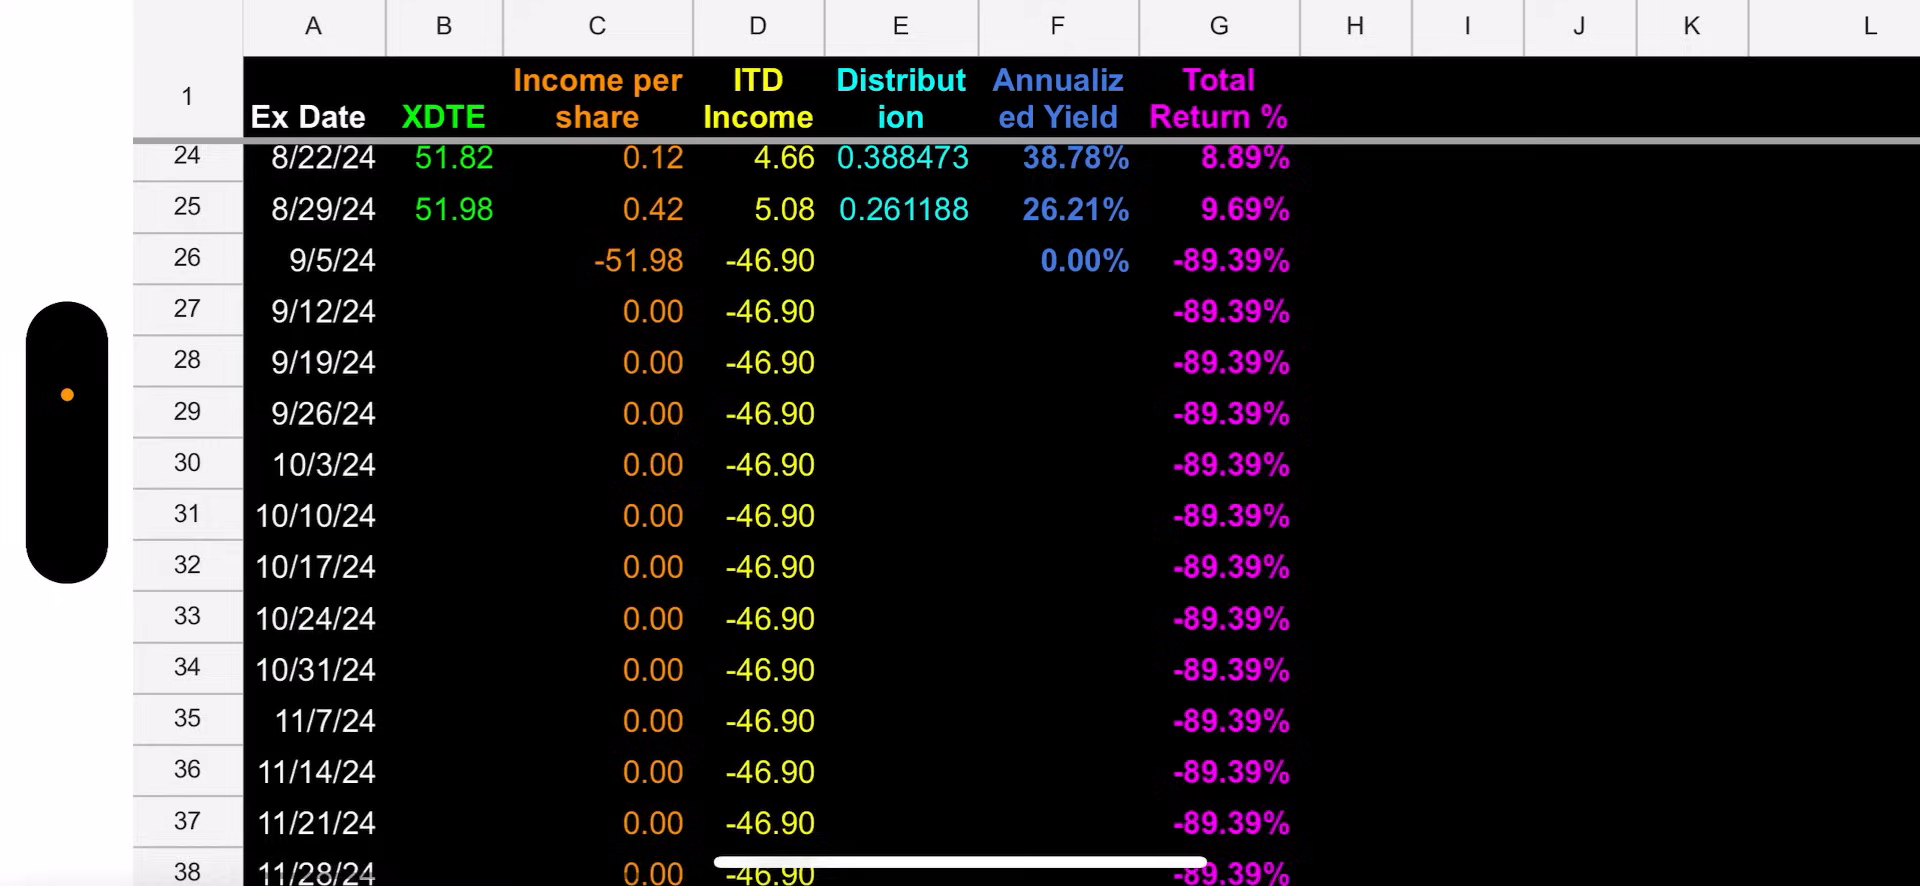 A B C D E F G H I J K L
1 Ex Date XDTE Income per share ITD Income Distribut ion Annualiz ed Yield Total Return %
24 8/22/24 51.82 0.12 4.66 0.388473 38.78% 8.89%
25 8/29/24 51.98 0.42 5.08 0.261188 26.21% 9.69%
26 9/5/24 -51.98 -46.90 0.00% -89.39%
27 9/12/24 0.00 -46.90 -89.39%
28 9/19/24 0.00 -46.90 -89.39%
29 9/26/24 0.00 -46.90 -89.39%
30 10/3/24 0.00 -46.90 -89.39%
31 10/10/24 0.00 -46.90 -89.39%
32 10/17/24 0.00 -46.90 -89.39%
33 10/24/24 0.00 -46.90 -89.39%
34 10/31/24 0.00 -46.90 -89.39%
35 11/7/24 0.00 -46.90 -89.39%
36 11/14/24 0.00 -46.90 -89.39%
37 11/21/24 0.00 -46.90 -89.39%
38 11/28/24 0.00 -46.90 -89.39%